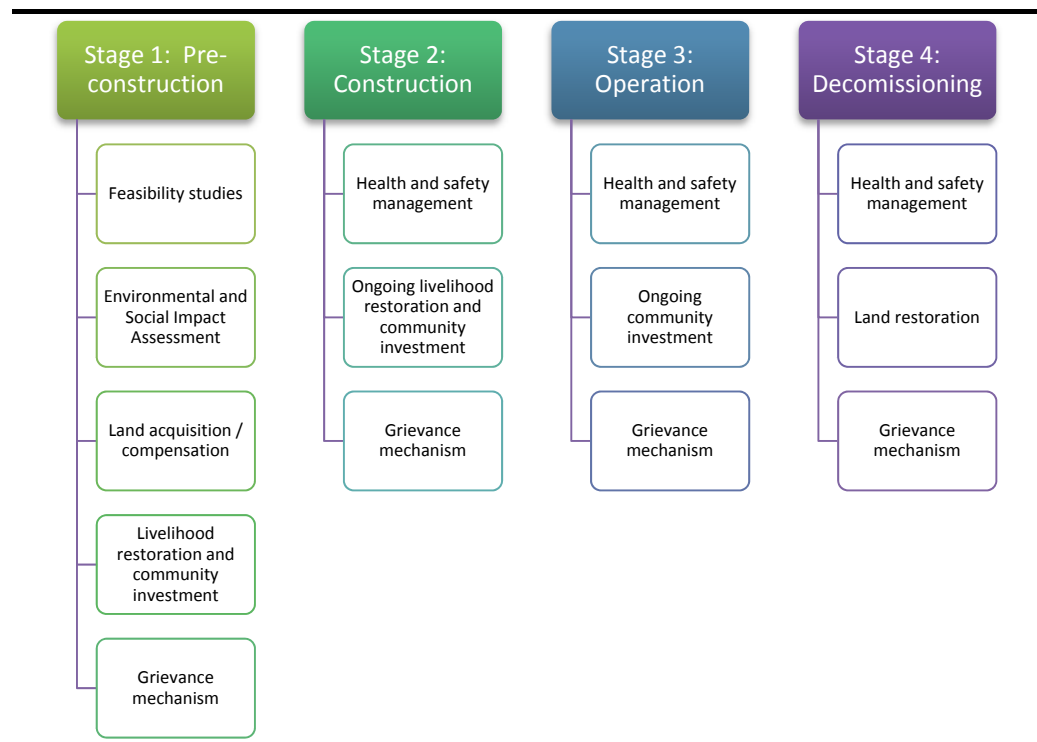 Stage 1:  Pre-
construction
Feasibility studies
Environmental and
Social Impact
Assessment
Land acquisition /
compensation
Livelihood
restoration and
community
investment
Grievance
mechanism
Stage 2:
Construction
Health and safety
management
Ongoing livelihood
restoration and
community
investment
Grievance
mechanism
Stage 3:
Operation
Health and safety
management
Ongoing
community
investment
Grievance
mechanism
Stage 4:
Decomissioning
Health and safety
management
Land restoration
Grievance
mechanism